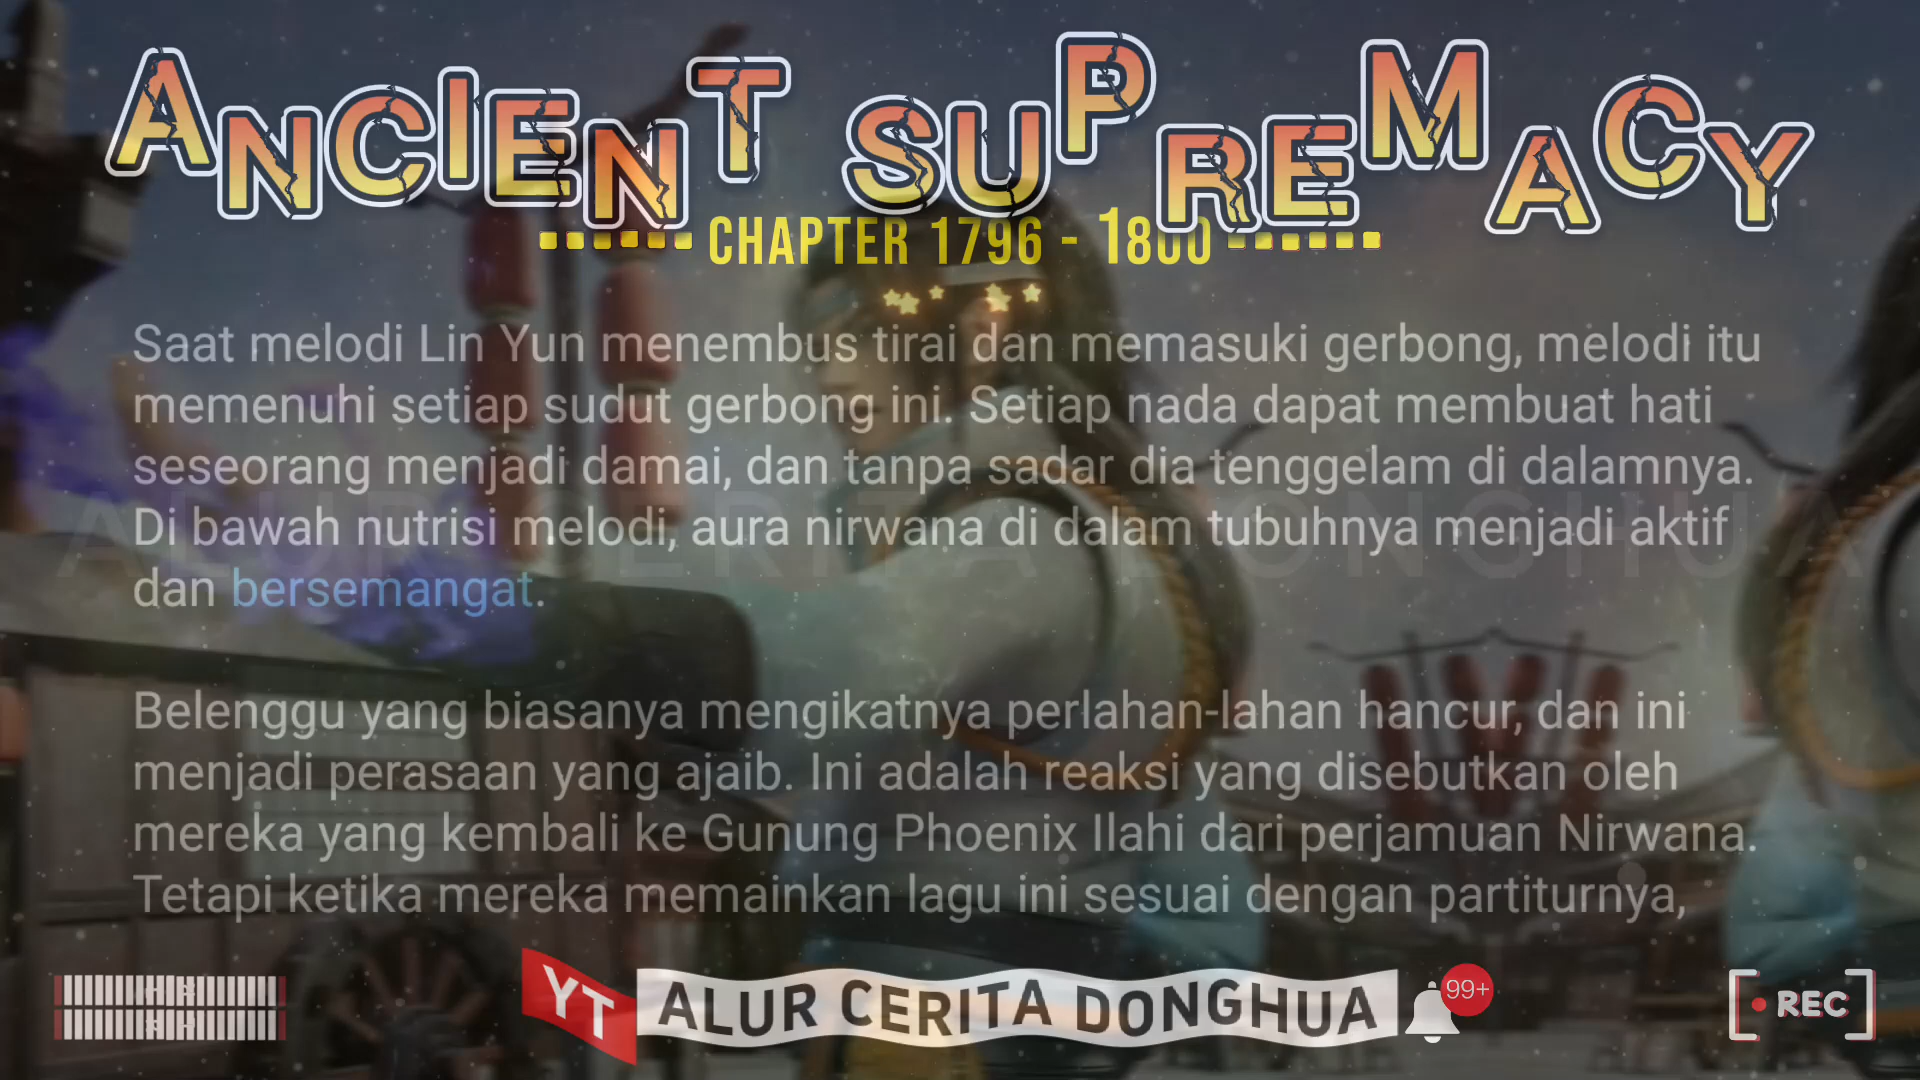 ANCIENT SUPREMACY
CHAPTER 1796 - 1800
Saat melodi Lin Yun menembus tirai dan memasuki gerbong, melodi itu
memenuhi setiap sudut gerbong ini. Setiap nada dapat membuat hati
seseorang menjadi damai, dan tanpa sadar dia tenggelam di dalamnya.
ALUR CERITA DONGHUA
Di bawah nutrisi melodi, aura nirwana di dalam tubuhnya menjadi aktif
dan bersemangat.
Belenggu yang biasanya mengikatnya perlahan-lahan hancur, dan ini
menjadi perasaan yang ajaib. Ini adalah reaksi yang disebutkan oleh
mereka yang kembali ke Gunung Phoenix Ilahi dari perjamuan Nirwana.
Tetapi ketika mereka memainkan lagu ini sesuai dengan partiturnya,
YT ALUR CERITA DONGHUA 99+
REC